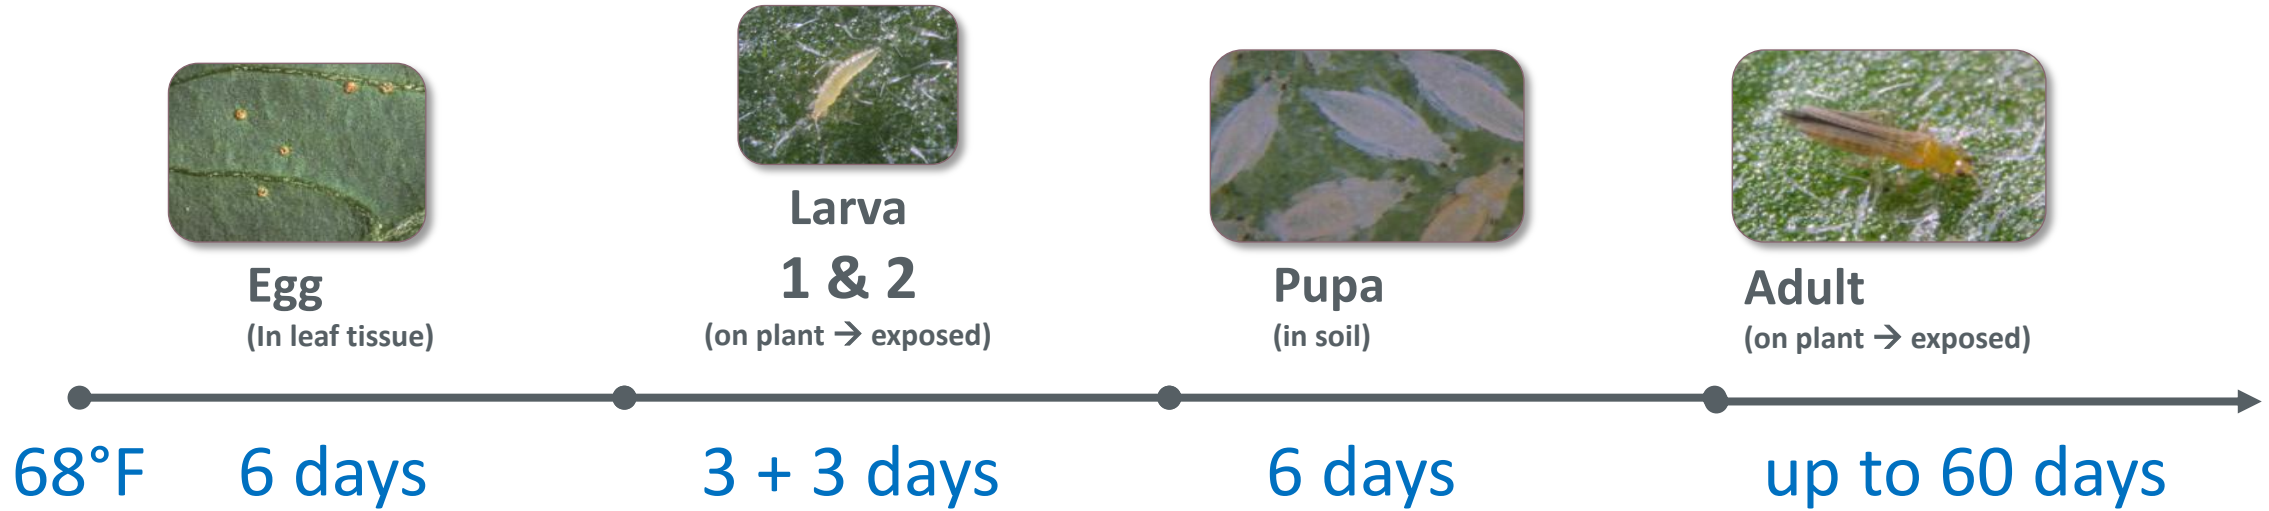 Egg
(In leaf tissue)
Larva
1 & 2
(on plant → exposed)
Pupa
(in soil)
Adult
(on plant → exposed)
68°F
6 days
3 + 3 days
6 days
up to 60 days